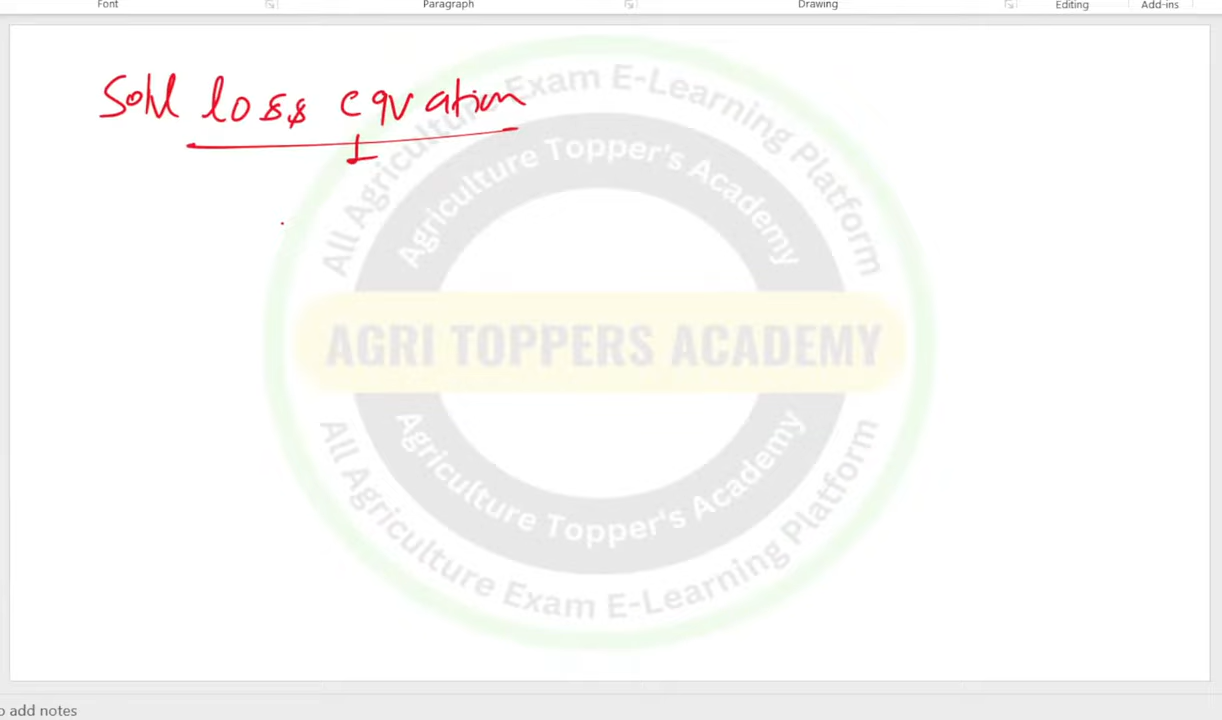 Font Paragraph Drawing Editing Add-ins
Soil loss equation
All Agriculture Exam E-Learning Platform
Agriculture Topper's Academy
AGRI TOPPERS ACADEMY
Agriculture Topper's Academy
All Agriculture Exam E-Learning Platform
o add notes